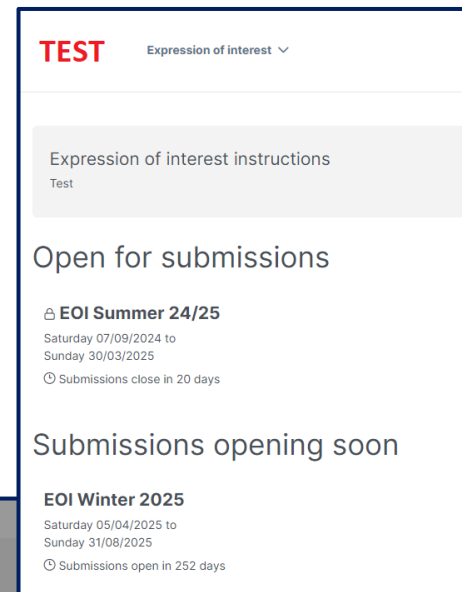 TEST
Expression of interest
Expression of interest instructions
Test
Open for submissions
EOI Summer 24/25
Saturday 07/09/2024 to
Sunday 30/03/2025
Submissions close in 20 days
Submissions opening soon
EOI Winter 2025
Saturday 05/04/2025 to
Sunday 31/08/2025
Submissions open in 252 days